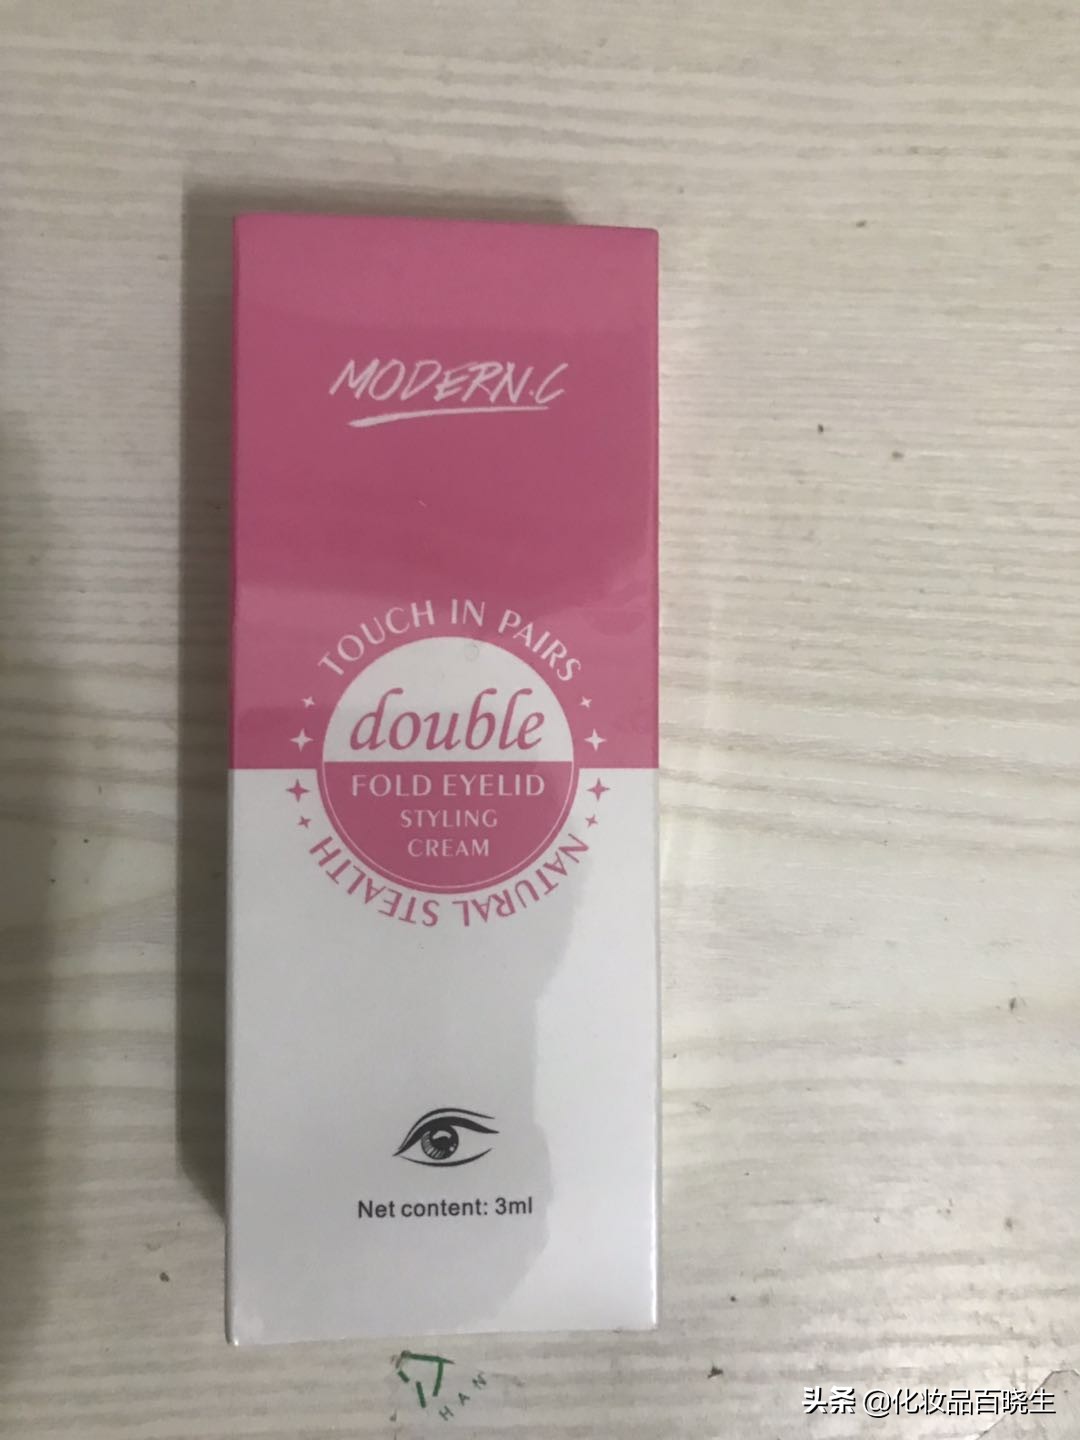 MODERN.C
TOUCH IN PAIRS
double
FOLD EYELID
STYLING
CREAM
NATURAL STEALTH
Net content: 3ml
HAN
头条 @化妆品百晓生